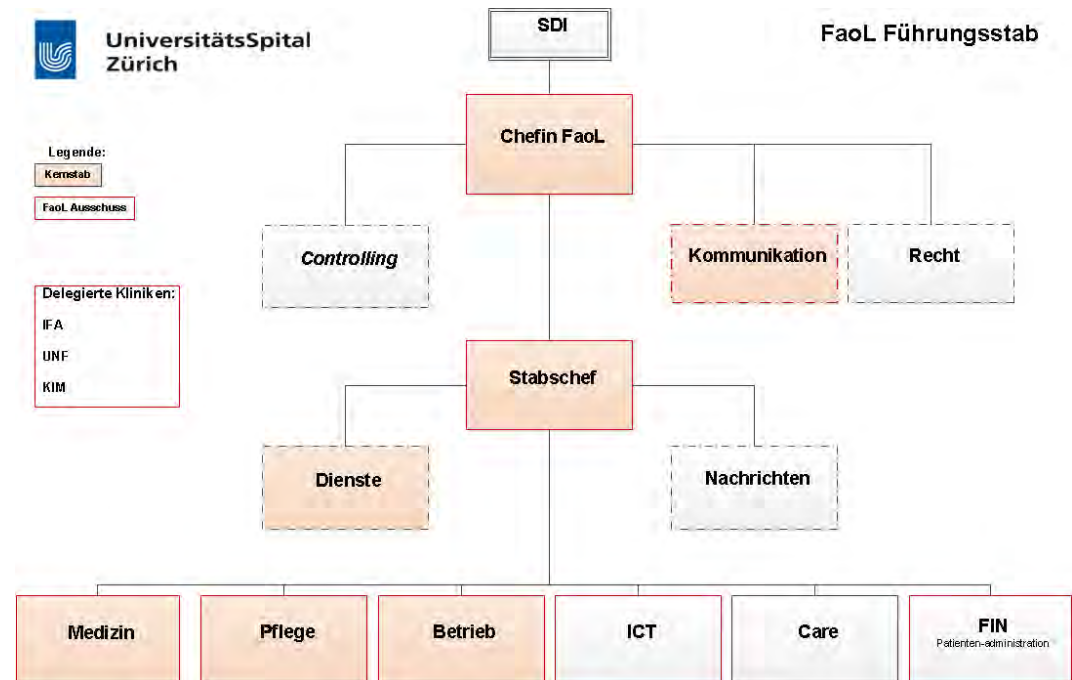 UniversitätsSpital
Zürich
SDI
FaoL Führungsstab
Chefin FaoL
Legende:
Kernstab
FaoL Ausschuss
Controlling
Kommunikation
Recht
Delegierte Kliniken:
IFA
UNF
KIM
Stabschef
Dienste
Nachrichten
Medizin
Pflege
Betrieb
ICT
Care
FIN
Patienten-administration